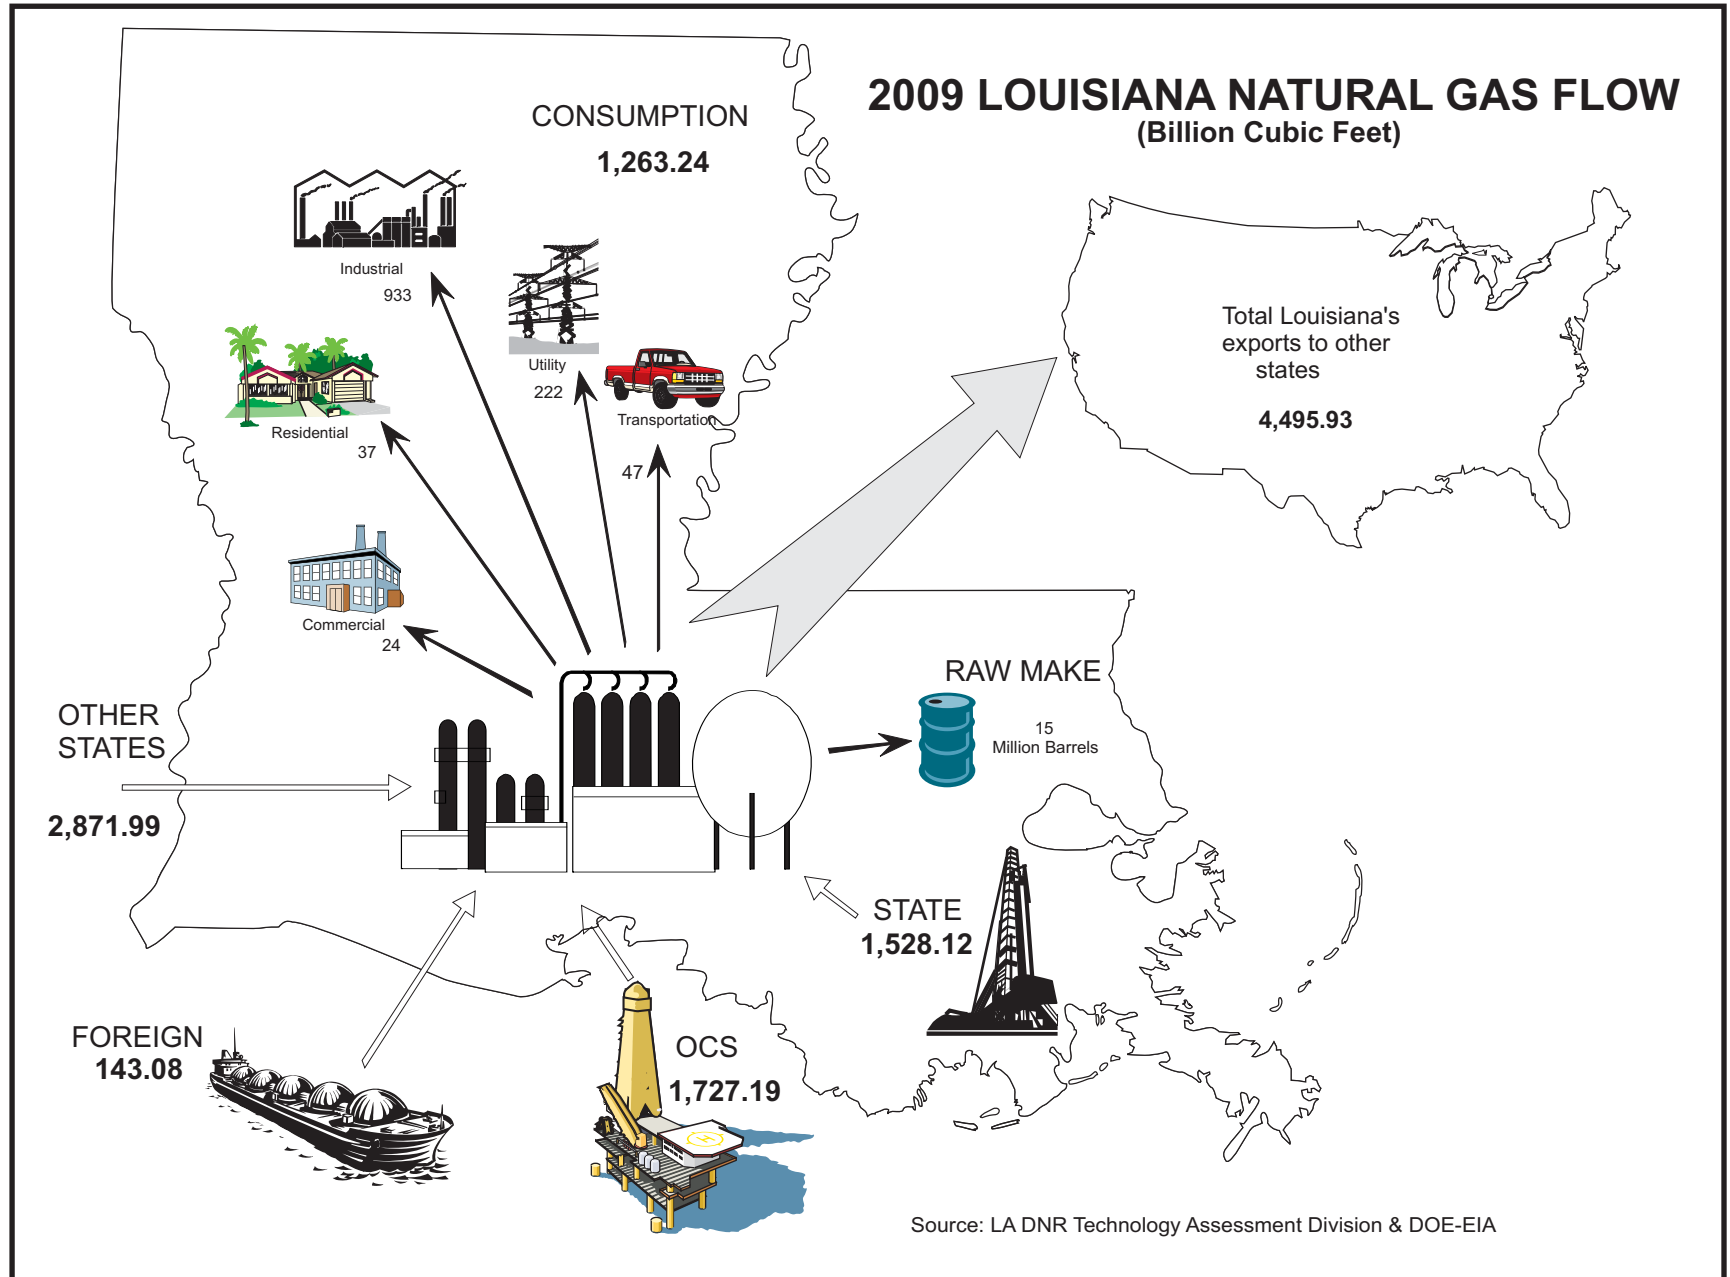 2009 LOUISIANA NATURAL GAS FLOW
(Billion Cubic Feet)
CONSUMPTION
1,263.24
Industrial
933
Utility
222
Transportation
47
Residential
37
Commercial
24
Total Louisiana's
exports to other
states
4,495.93
RAW MAKE
15
Million Barrels
OTHER
STATES
2,871.99
STATE
1,528.12
FOREIGN
143.08
OCS
1,727.19
H
Source: LA DNR Technology Assessment Division & DOE-EIA